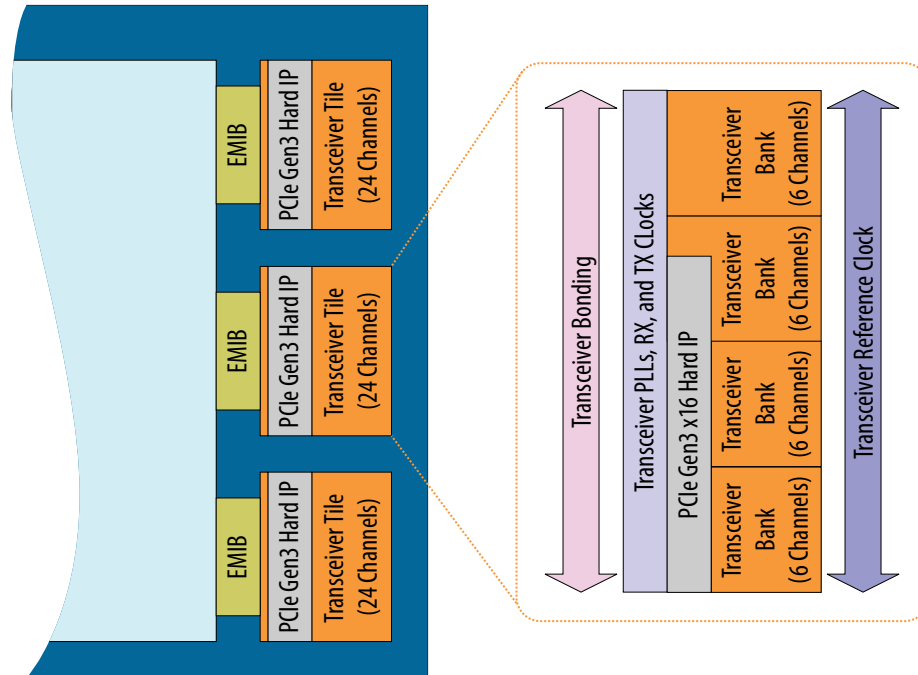 EMIB
PCIe Gen3 Hard IP
Transceiver Tile
(24 Channels)
EMIB
PCIe Gen3 Hard IP
Transceiver Tile
(24 Channels)
EMIB
PCIe Gen3 Hard IP
Transceiver Tile
(24 Channels)
Transceiver Bonding
Transceiver PLLs, RX, and TX CLocks
PCIe Gen3 x16 Hard IP
Transceiver
Bank
(6 Channels)
Transceiver
Bank
(6 Channels)
Transceiver
Bank
(6 Channels)
Transceiver
Bank
(6 Channels)
Transceiver Reference Clock